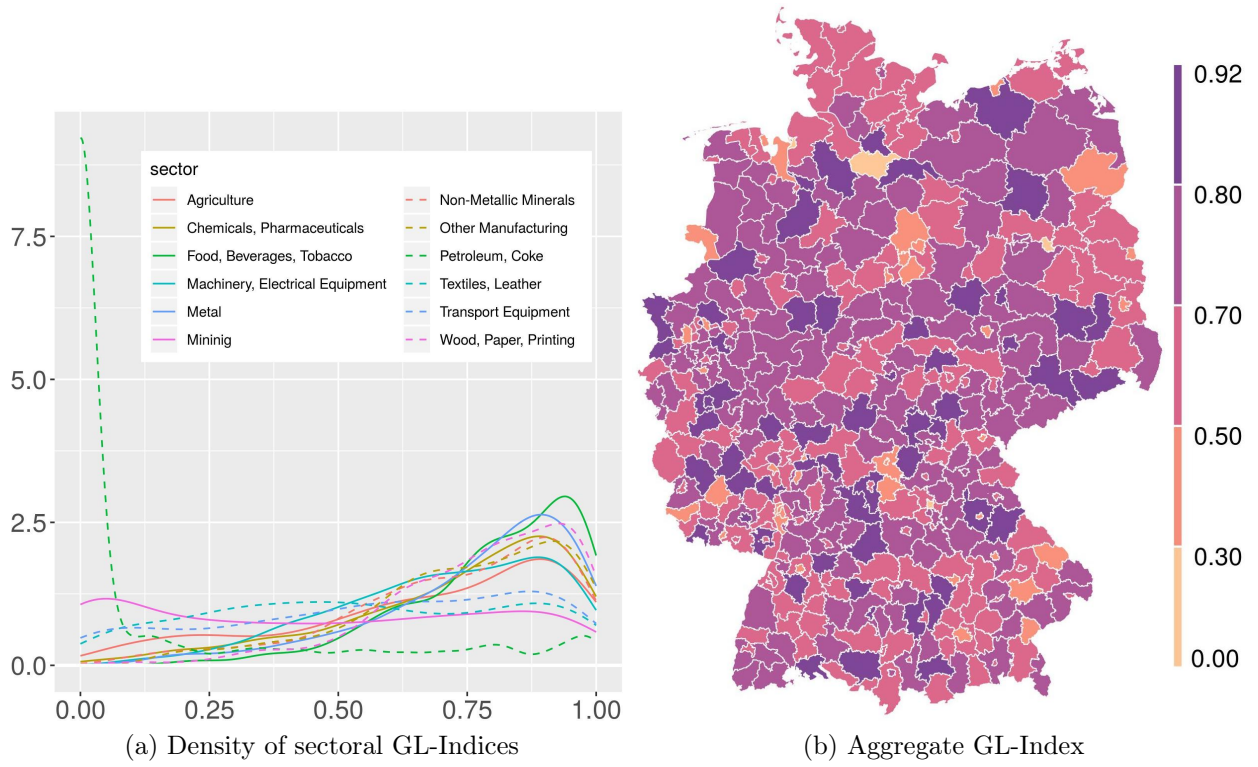 7.5
5.0
2.5
0.0
0.00 0.25 0.50 0.75 1.00
sector
Agriculture
Chemicals, Pharmaceuticals
Food, Beverages, Tobacco
Machinery, Electrical Equipment
Metal
Mininig
Non-Metallic Minerals
Other Manufacturing
Petroleum, Coke
Textiles, Leather
Transport Equipment
Wood, Paper, Printing
(a) Density of sectoral GL-Indices
0.92
0.80
0.70
0.50
0.30
0.00
(b) Aggregate GL-Index